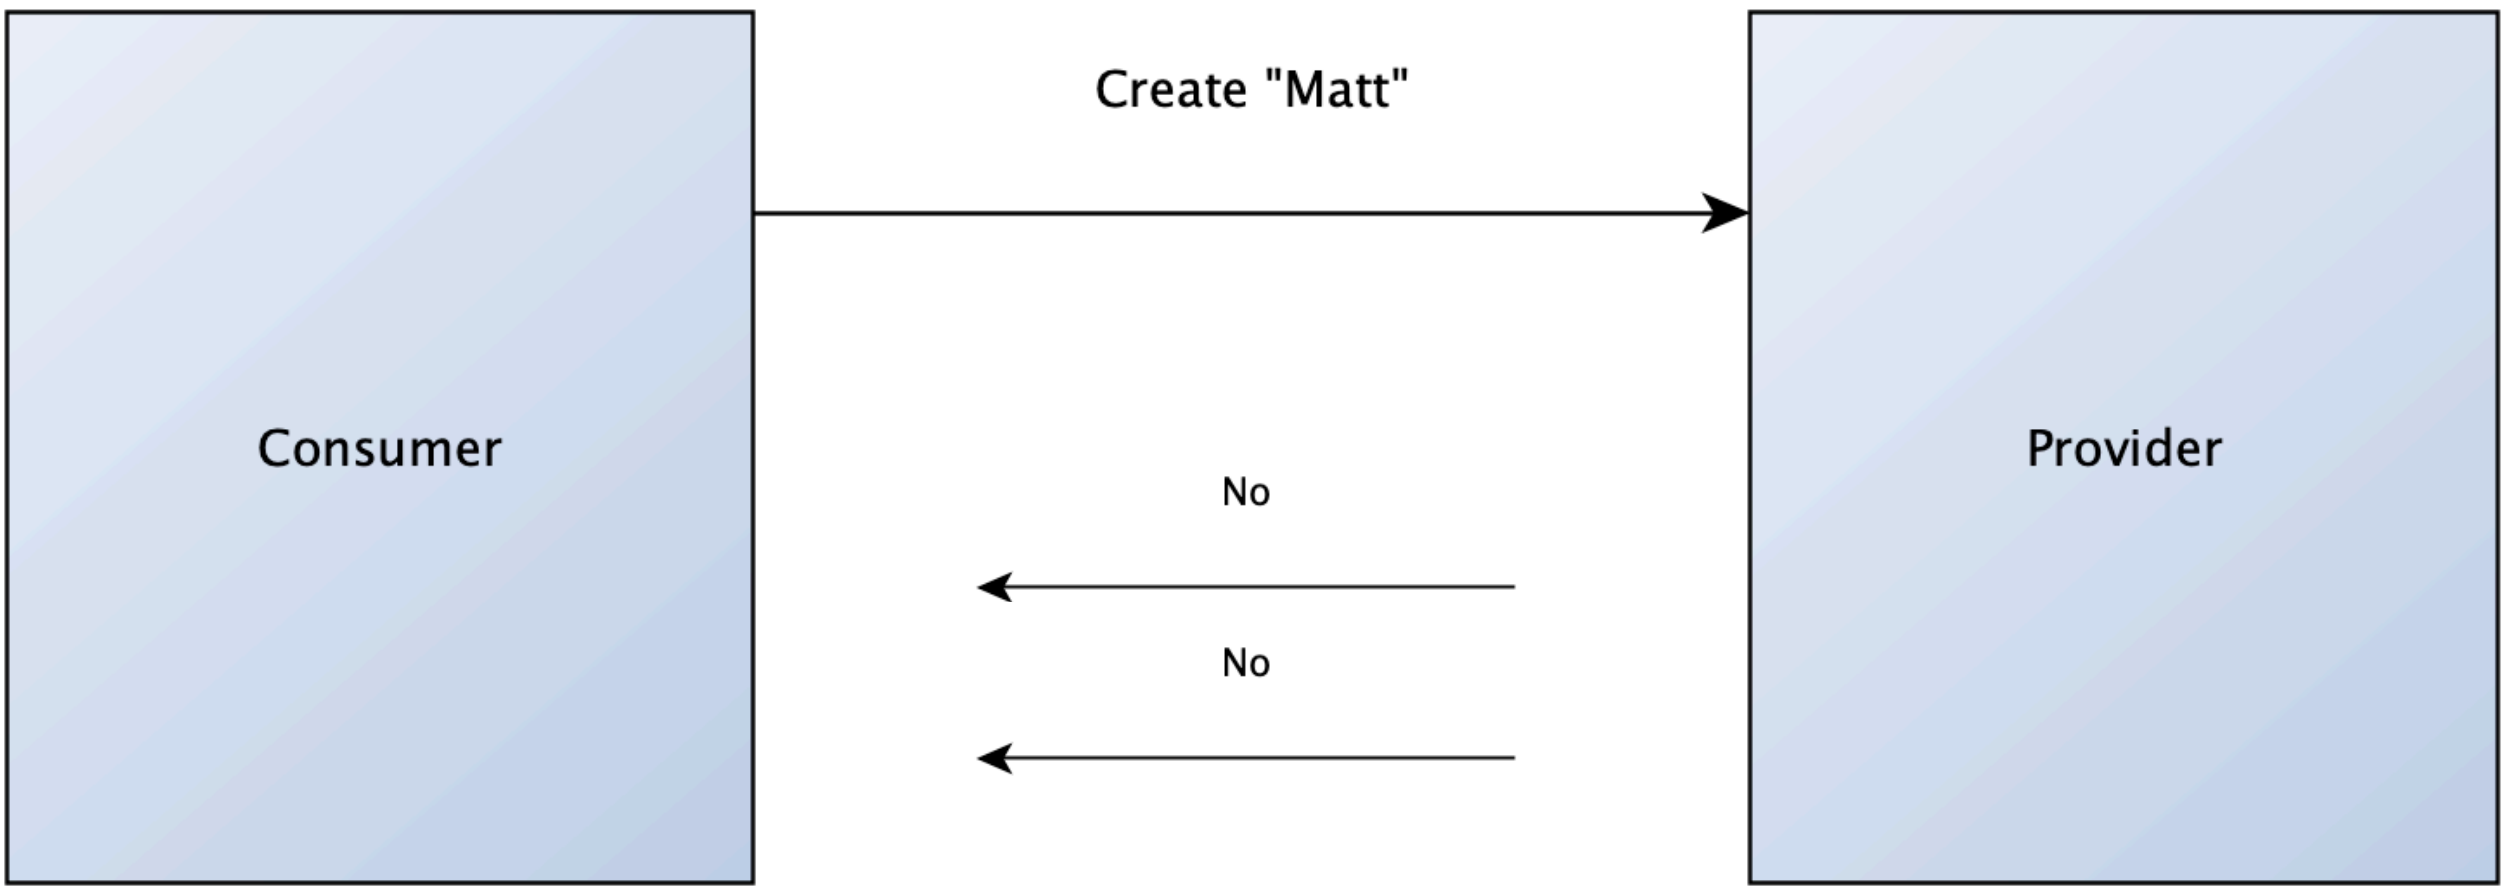 Create "Matt"
Consumer
Provider
No
No